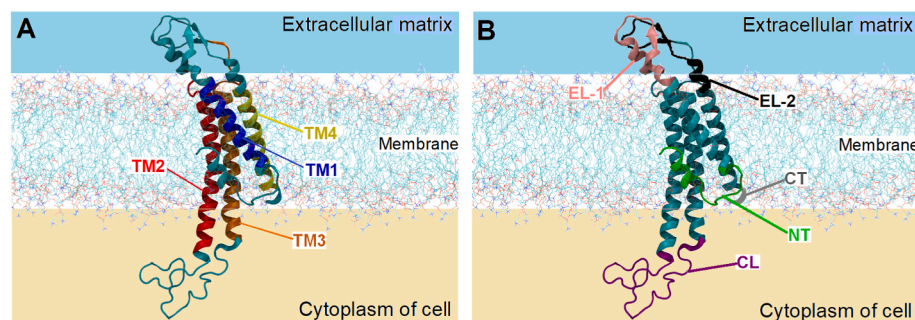 A
Extracellular matrix
TM4
Membrane
TM2
TM1
TM3
Cytoplasm of cell
B
Extracellular matrix
EL-1
EL-2
Membrane
CT
NT
CL
Cytoplasm of cell